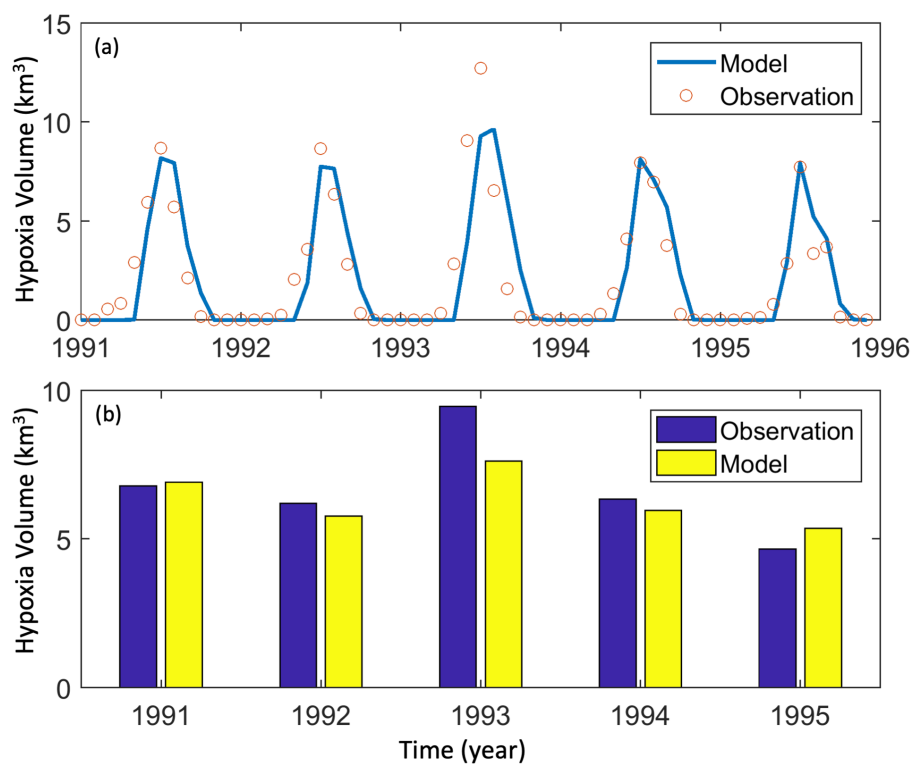 15
(a)
Model
Observation
Hypoxia Volume (km³)
10
5
0
1991 1992 1993 1994 1995 1996
10
(b)
Observation
Model
Hypoxia Volume (km³)
5
0
1991 1992 1993 1994 1995
Time (year)